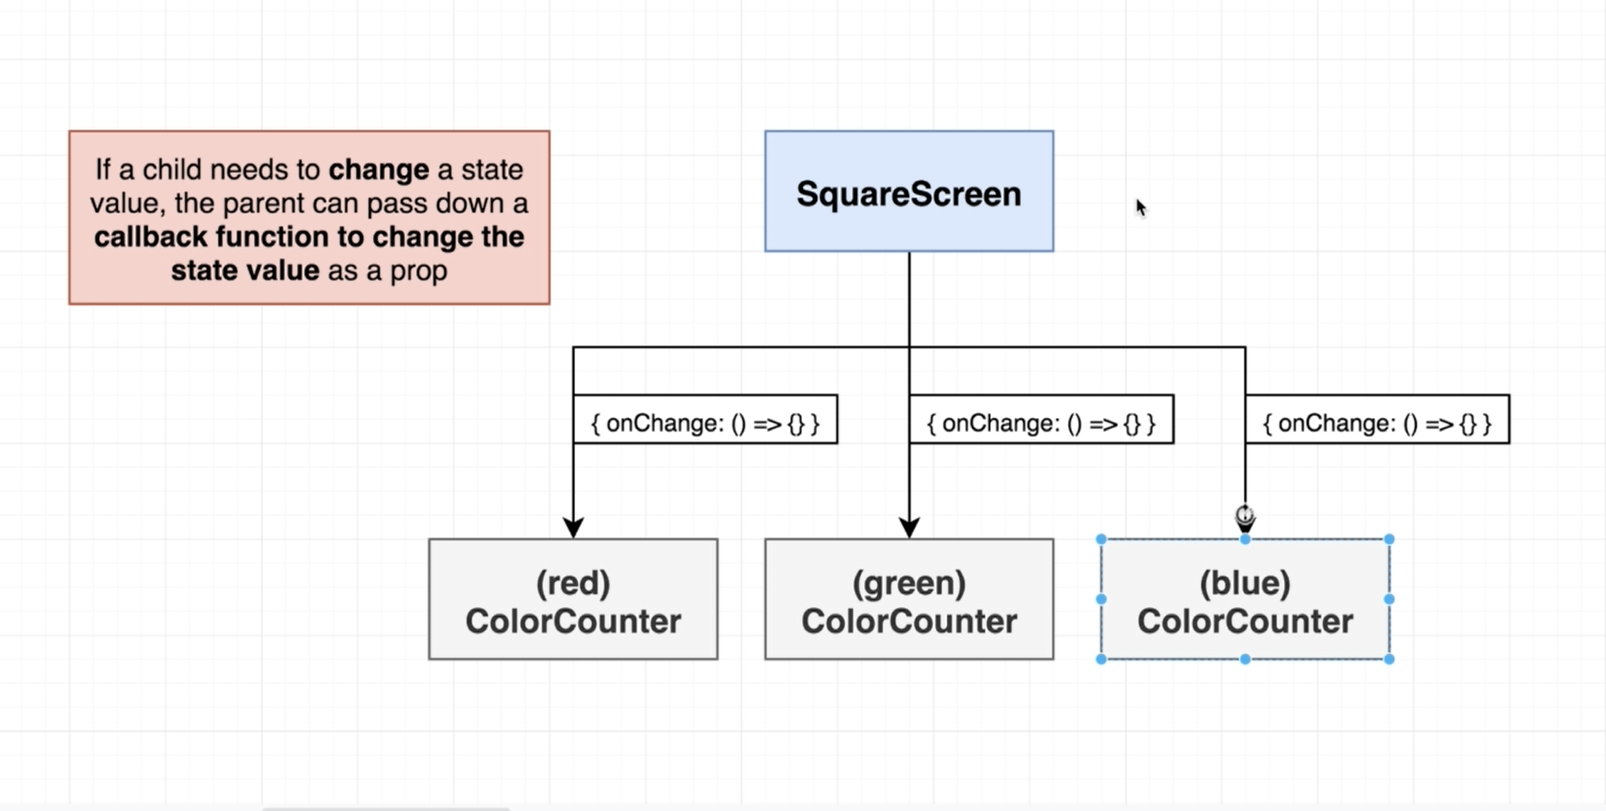 If a child needs to change a state
value, the parent can pass down a
callback function to change the
state value as a prop
SquareScreen
{ onChange: () => {} }
{ onChange: () => {} }
{ onChange: () => {} }
(red)
ColorCounter
(green)
ColorCounter
(blue)
ColorCounter